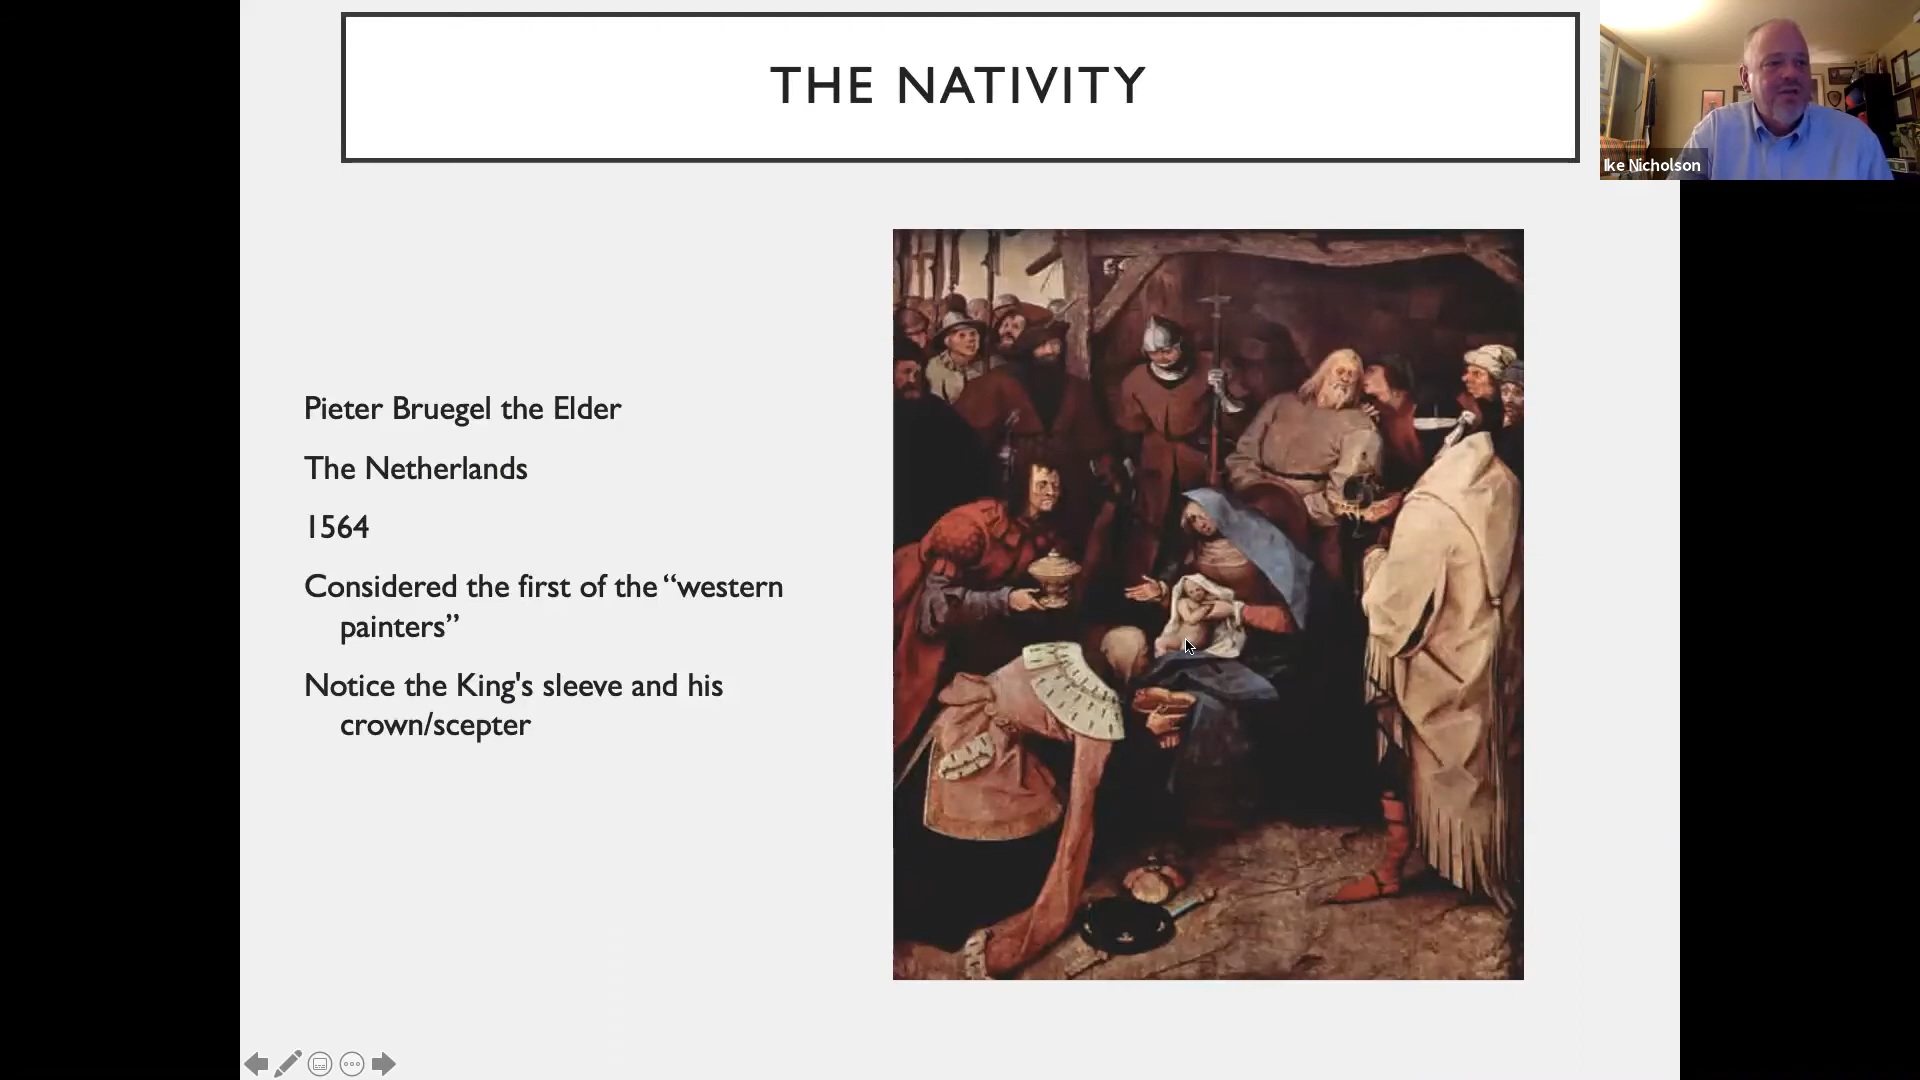 THE NATIVITY
Ike Nicholson
Pieter Bruegel the Elder
The Netherlands
1564
Considered the first of the “western
painters”
Notice the King's sleeve and his
crown/scepter